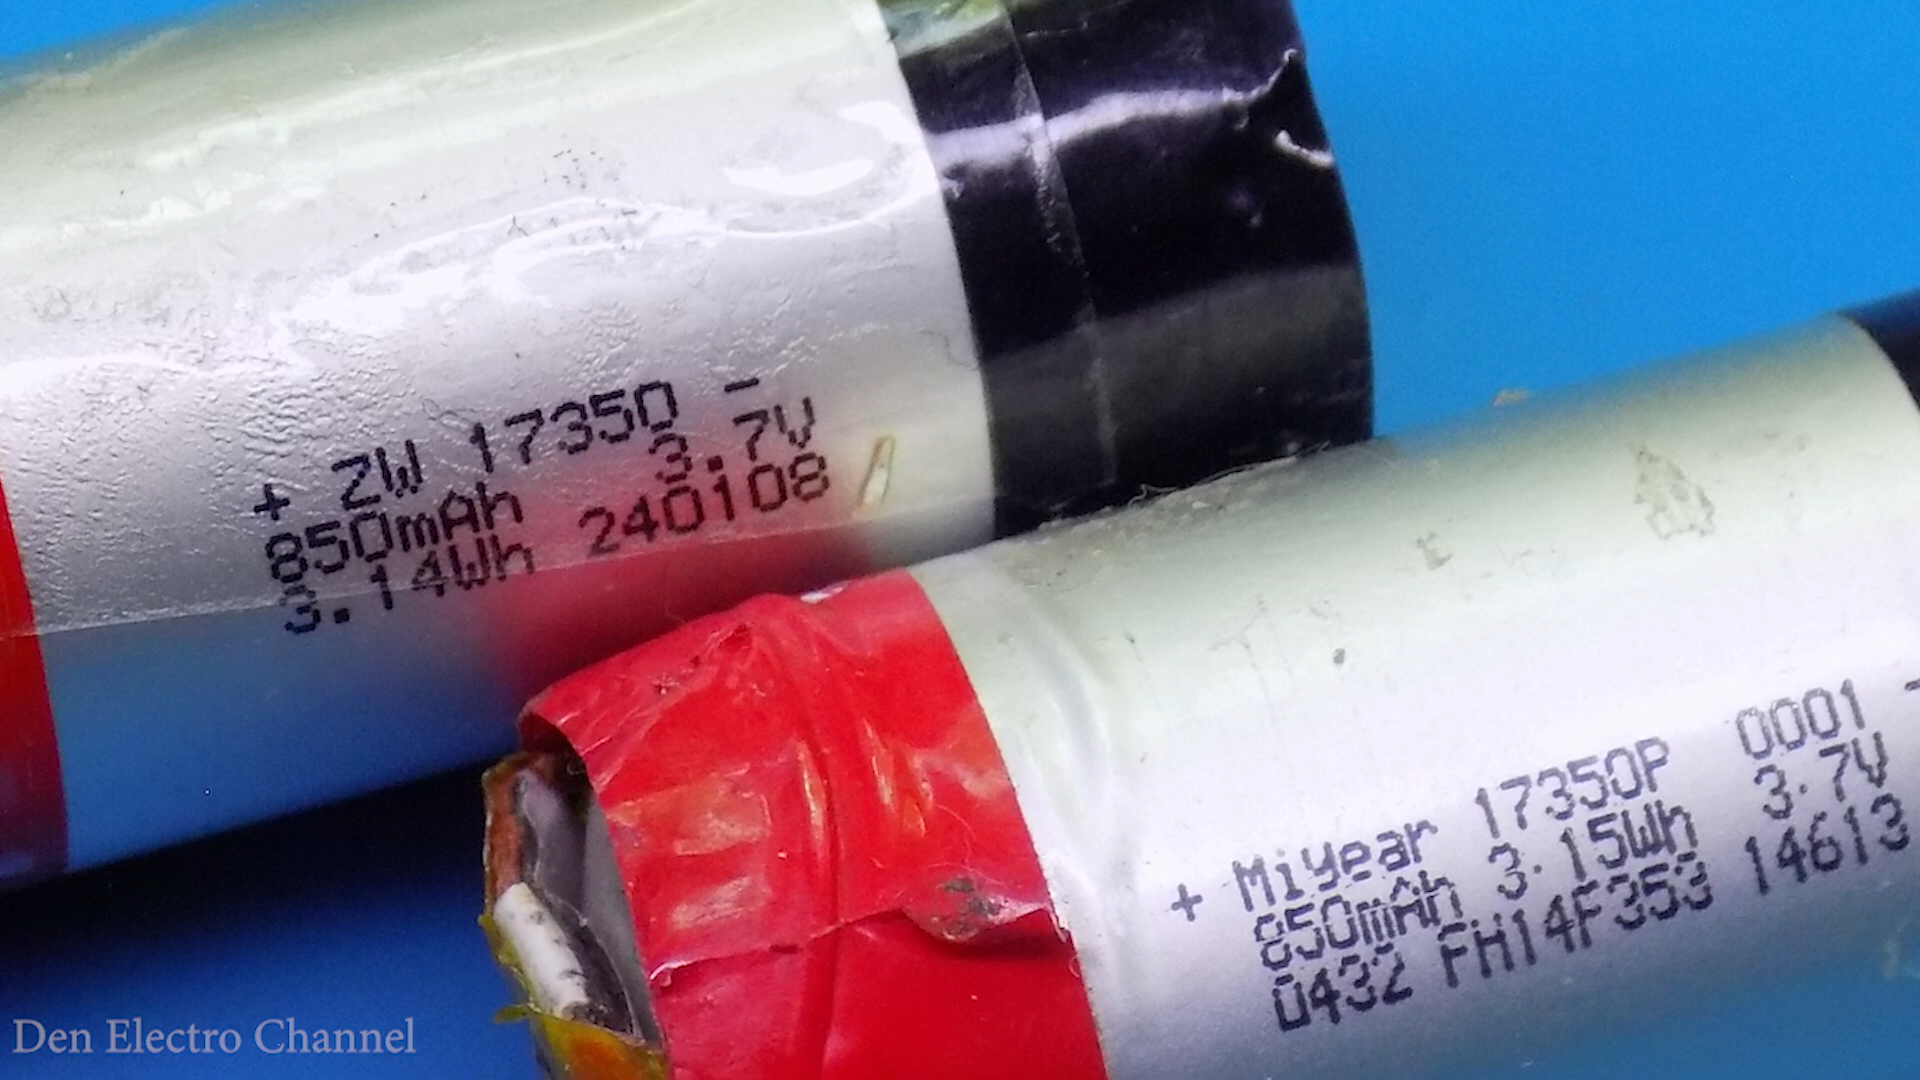 + ZW 17350 -
850mAh 3.7V
3.14Wh 240108
+ Miyear 17350P 0001 -
850mAh 3.15Wh 3.7V
0432 FH14F353 14613
Den Electro Channel